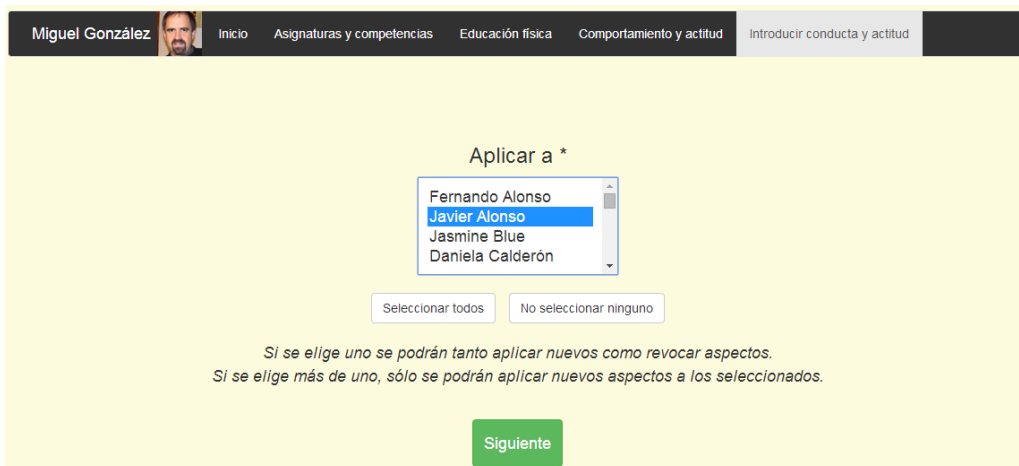 Miguel González Inicio Asignaturas y competencias Educación física Comportamiento y actitud Introducir conducta y actitud
Aplicar a *
Fernando Alonso
Javier Alonso
Jasmine Blue
Daniela Calderón
Seleccionar todos No seleccionar ninguno
Si se elige uno se podrán tanto aplicar nuevos como revocar aspectos.
Si se elige más de uno, sólo se podrán aplicar nuevos aspectos a los seleccionados.
Siguiente